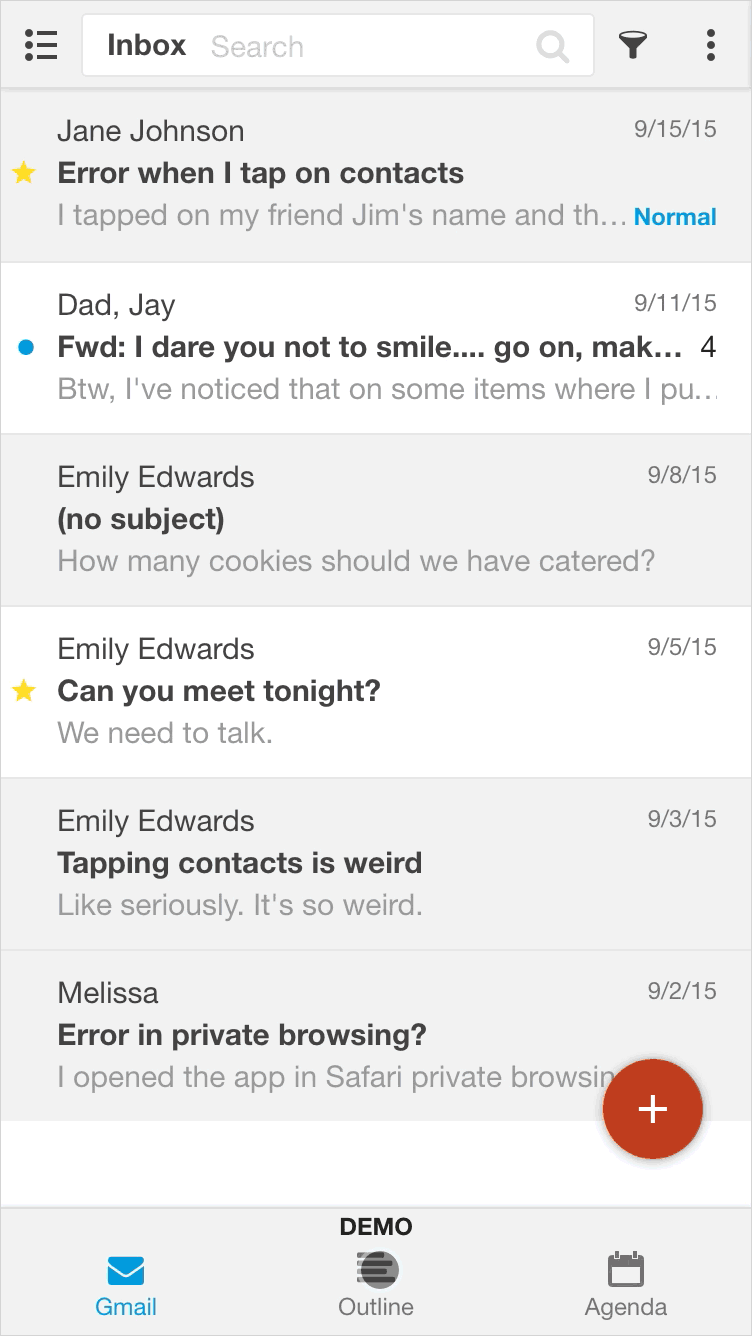 Inbox Search
Jane Johnson 9/15/15
Error when I tap on contacts
I tapped on my friend Jim's name and th... Normal
Dad, Jay 9/11/15
Fwd: I dare you not to smile.... go on, mak... 4
Btw, I've noticed that on some items where I pu...
Emily Edwards 9/8/15
(no subject)
How many cookies should we have catered?
Emily Edwards 9/5/15
Can you meet tonight?
We need to talk.
Emily Edwards 9/3/15
Tapping contacts is weird
Like seriously. It's so weird.
Melissa 9/2/15
Error in private browsing?
I opened the app in Safari private browsin
DEMO
Gmail Outline Agenda